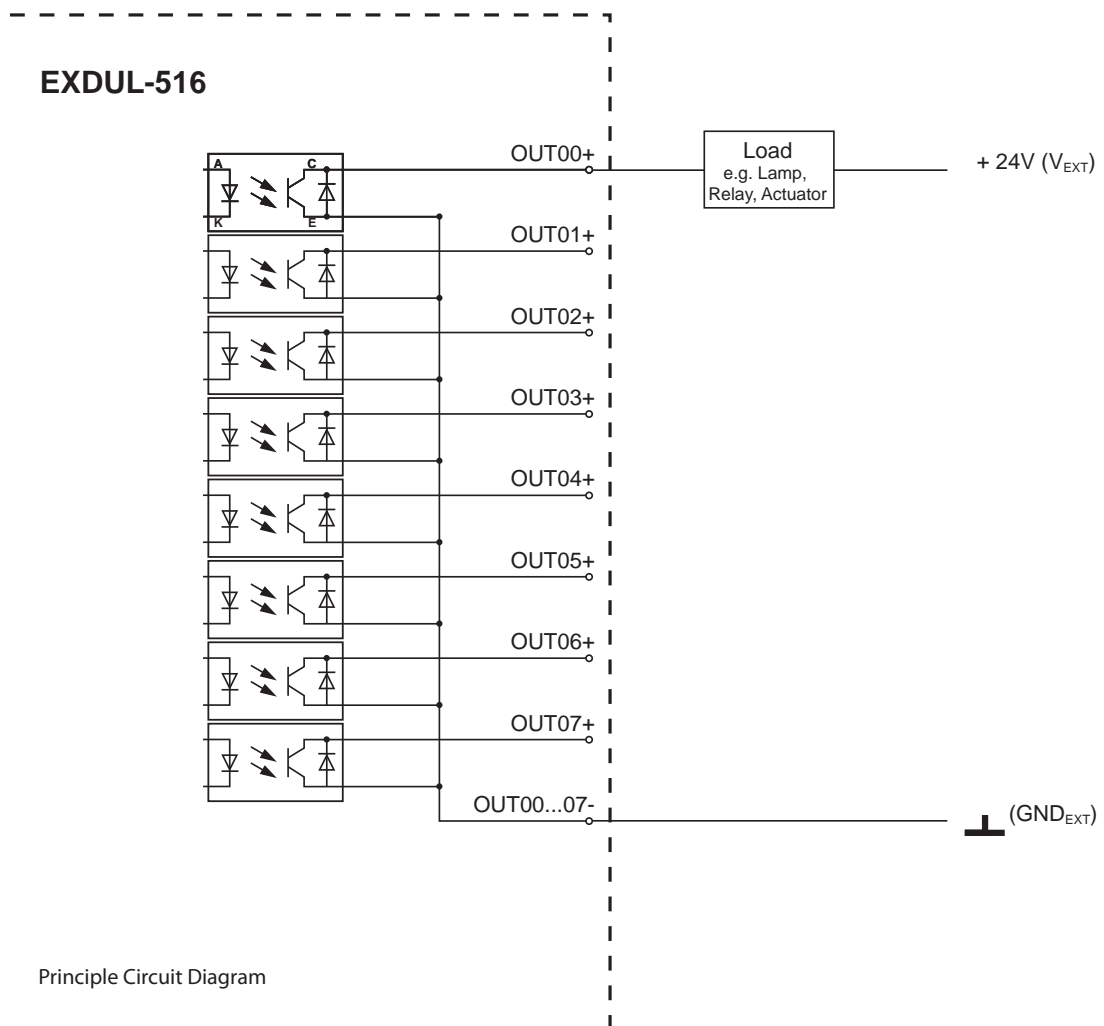 EXDUL-516
A
C
K
E
OUT00+
Load
e.g. Lamp,
Relay, Actuator
+ 24V (VEXT)
OUT01+
OUT02+
OUT03+
OUT04+
OUT05+
OUT06+
OUT07+
OUT00...07-
(GNDEXT)
Principle Circuit Diagram